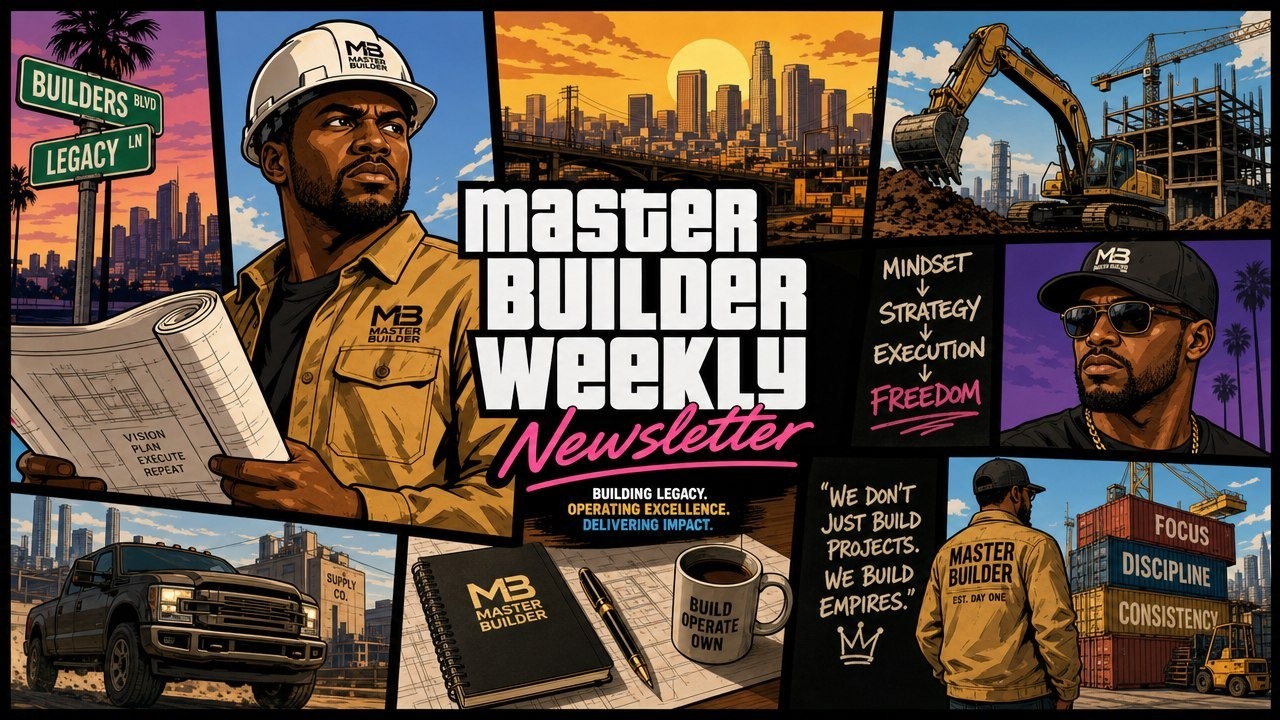 BUILDERS BLVD
LEGACY LN
MB
MASTER
BUILDER
MB
MASTER
BUILDER
VISION
PLAN
EXECUTE
REPEAT
master
BUILDER
WEEKLY
Newsletter
BUILDING LEGACY.
OPERATING EXCELLENCE.
DELIVERING IMPACT.
MINDSET
↓
STRATEGY
↓
EXECUTION
↓
FREEDOM
MB
SUPPLY
CO.
MB
MASTER
BUILDER
BUILD
OPERATE
OWN
"WE DON'T
JUST BUILD
PROJECTS.
WE BUILD
EMPIRES."
MASTER
BUILDER
EST. DAY ONE
FOCUS
DISCIPLINE
CONSISTENCY